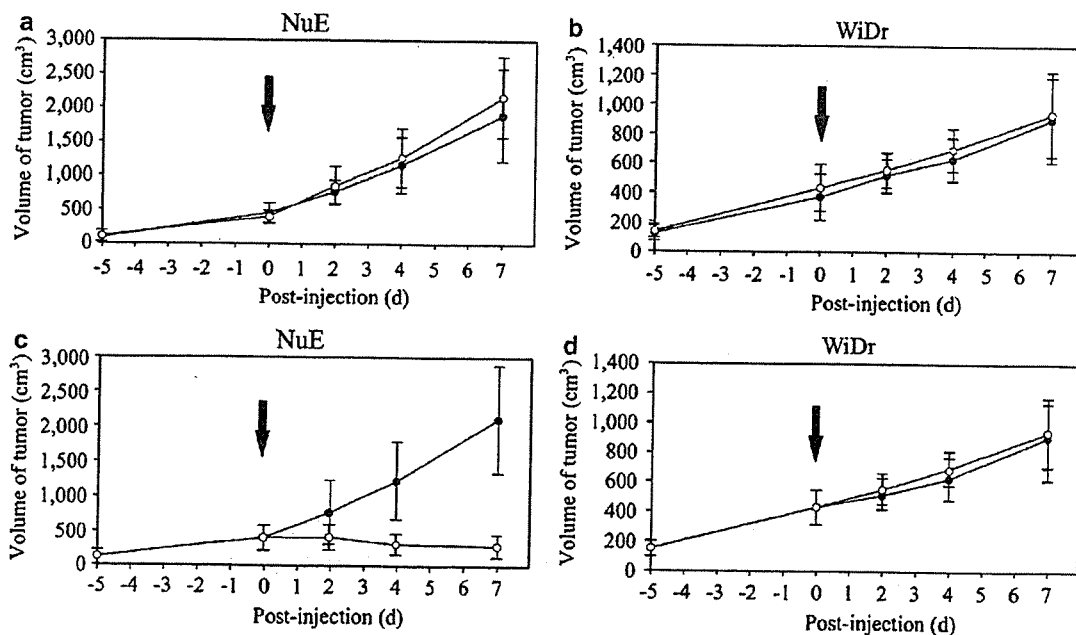 a
NuE
Volume of tumor (cm³)
3,000
2,500
2,000
1,500
1,000
500
0
-5 -4 -3 -2 -1 0 1 2 3 4 5 6 7
Post-injection (d)
b
WiDr
Volume of tumor (cm³)
1,400
1,200
1,000
800
600
400
200
0
-5 -4 -3 -2 -1 0 1 2 3 4 5 6 7
Post-injection (d)
c
NuE
Volume of tumor (cm³)
3,000
2,500
2,000
1,500
1,000
500
0
-5 -4 -3 -2 -1 0 1 2 3 4 5 6 7
Post-injection (d)
d
WiDr
Volume of tumor (cm³)
1,400
1,200
1,000
800
600
400
200
0
-5 -4 -3 -2 -1 0 1 2 3 4 5 6 7
Post-injection (d)